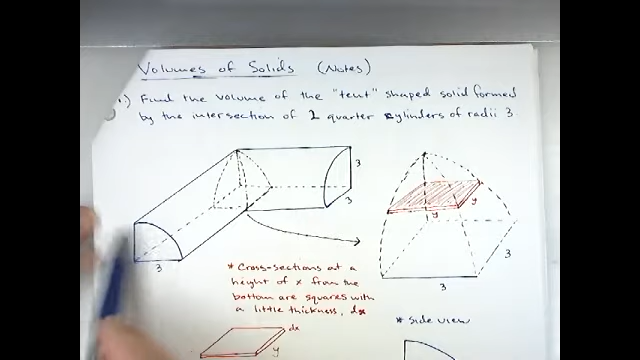 Volumes of Solids (Notes)
.) Find the volume of the "tent" shaped solid formed
by the intersection of 2 quarter cylinders of radii 3.
3
3
3
y
y
3
3
* Cross-sections at a
height of x from the
bottom are squares with
a little thickness, dx
* Side view
dx
y